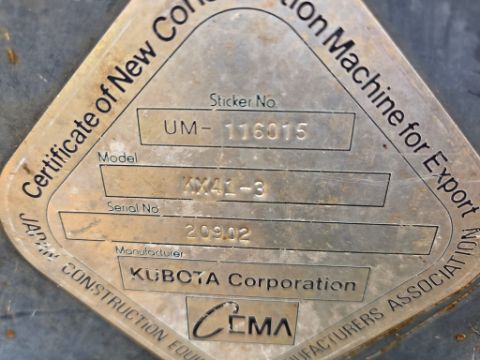 Certificate of New Construction Machine for Export
Sticker No.
UM- 116015
Model
KX41-3
Serial No.
20902
Manufacturer
KUBOTA Corporation
CEMA
JAPAN CONSTRUCTION EQUI MANUFACTURERS ASSOCIATION